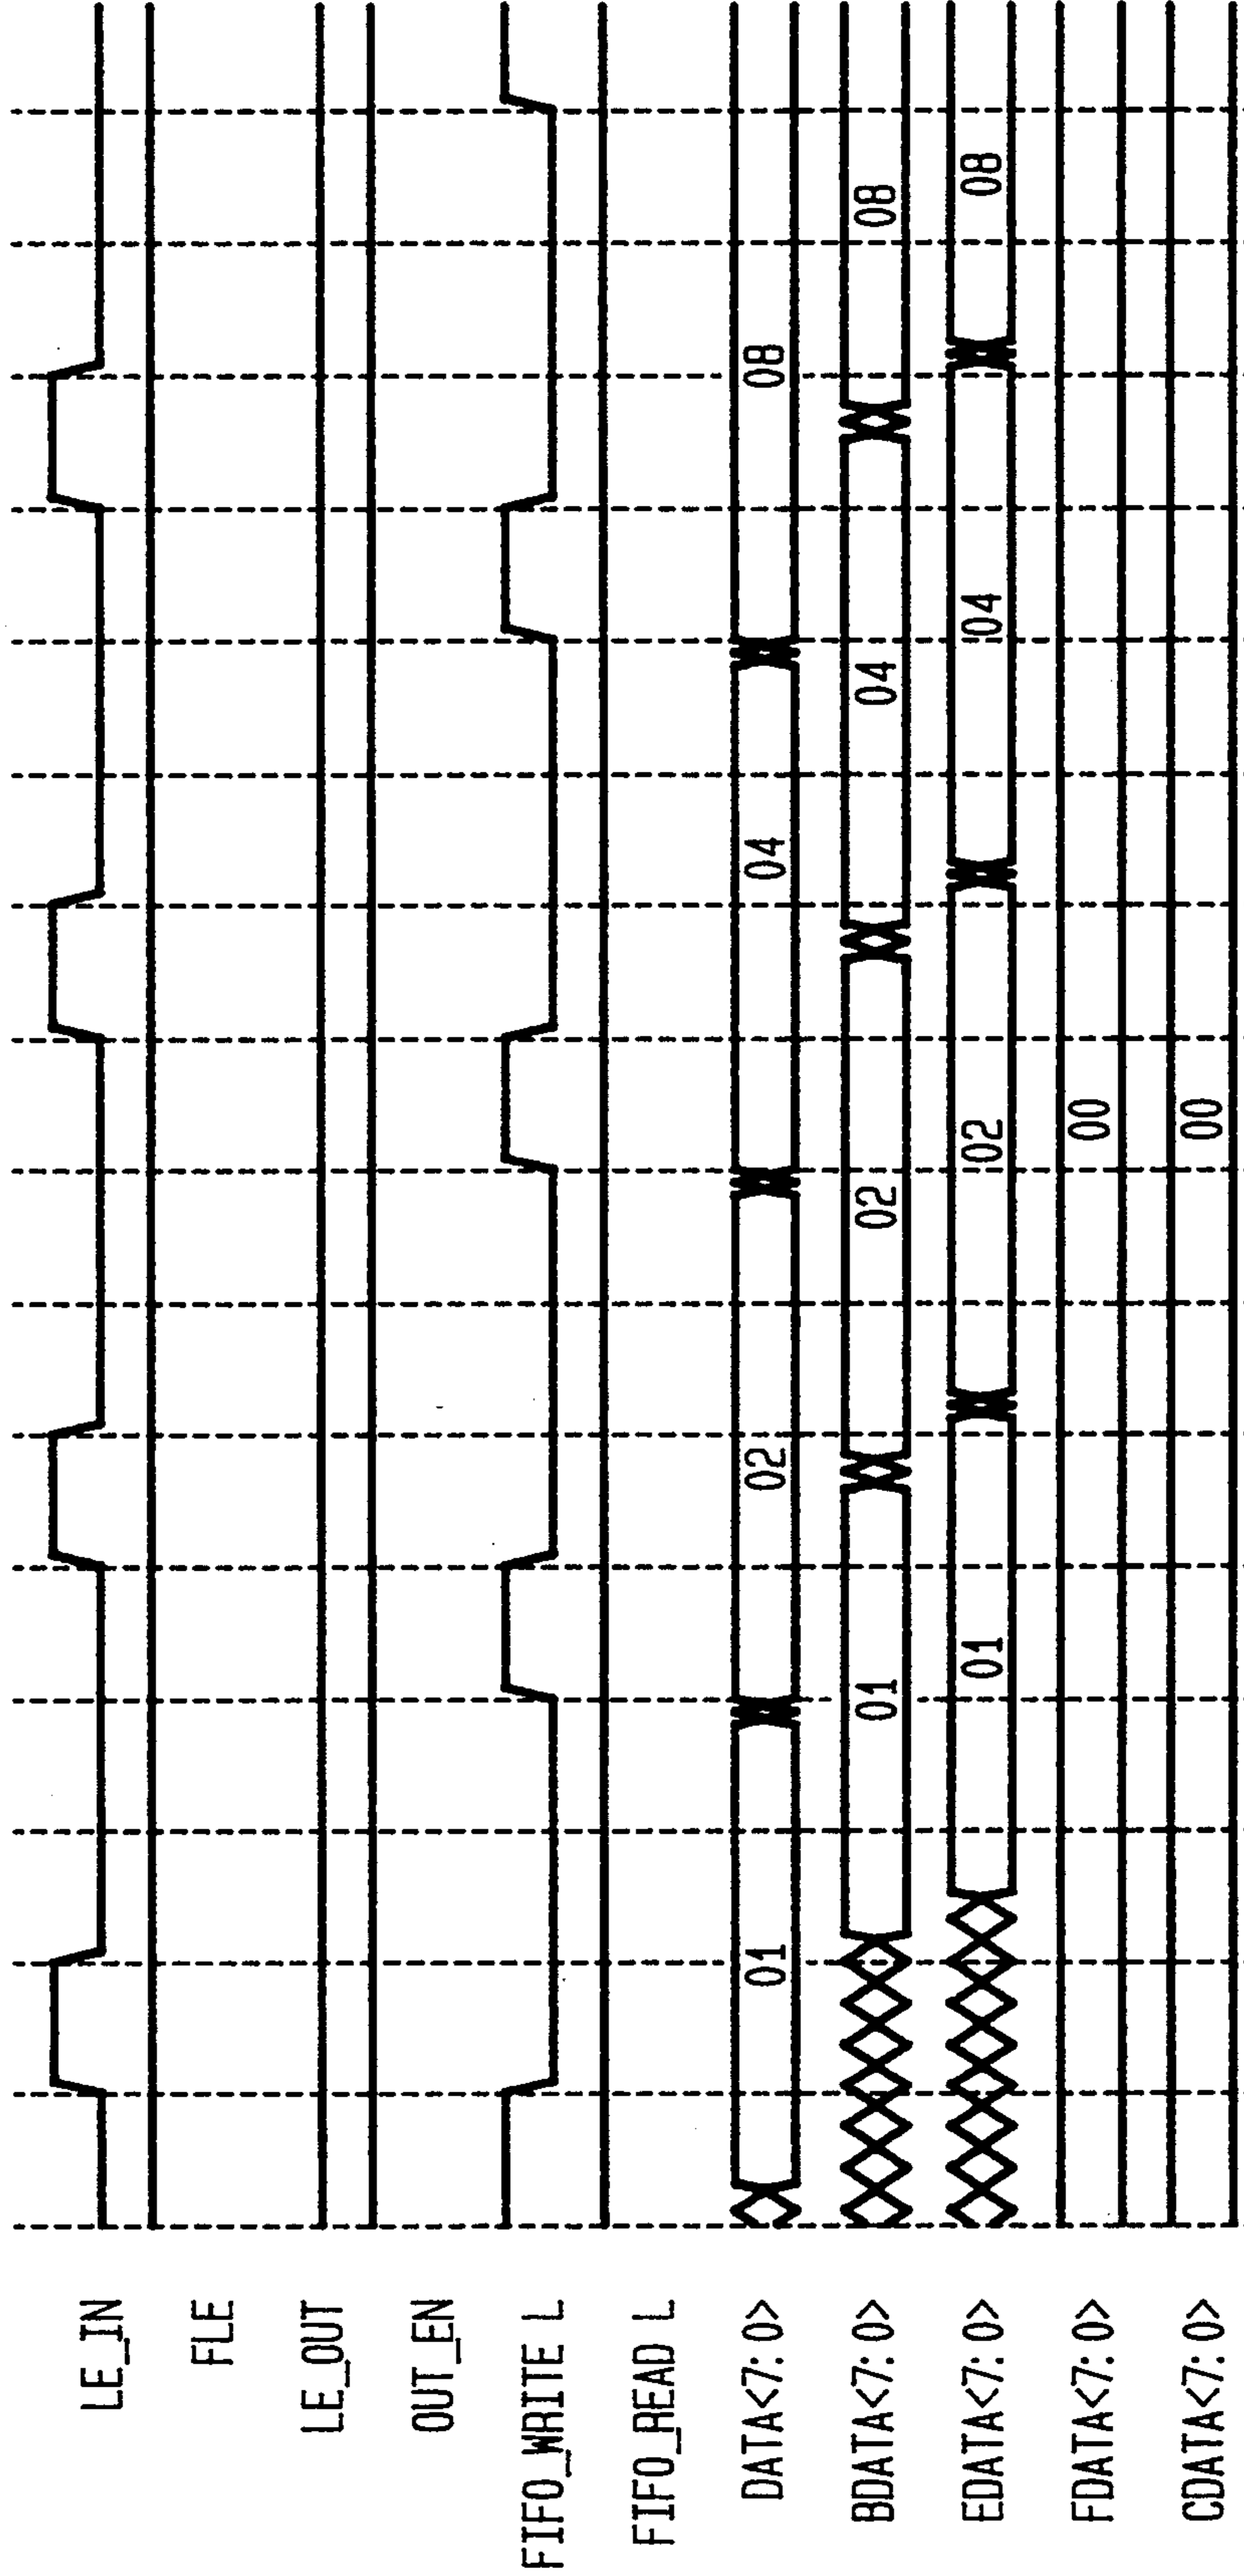 LE_IN
FLE
LE_OUT
OUT_EN
FIFO_WRITE L
FIFO_READ L
DATA<7:0> 01 02 04 08
BDATA<7:0> 01 02 04 08
EDATA<7:0> 01 02 04 08
FDATA<7:0> 00
CDATA<7:0> 00